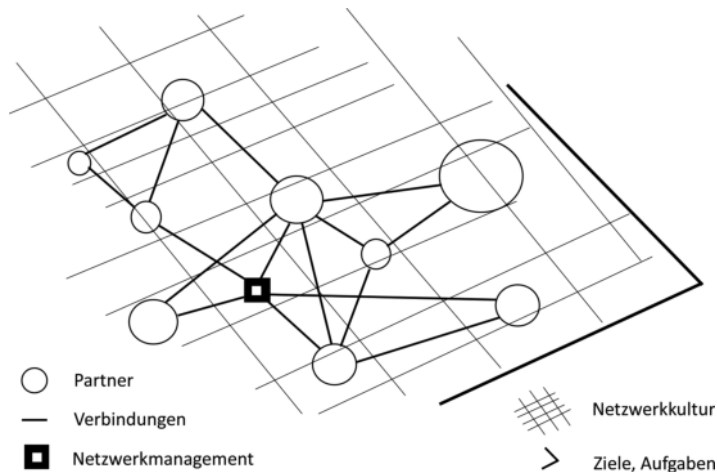 Partner
Verbindungen
Netzwerkmanagement
Netzwerkkultur
Ziele, Aufgaben